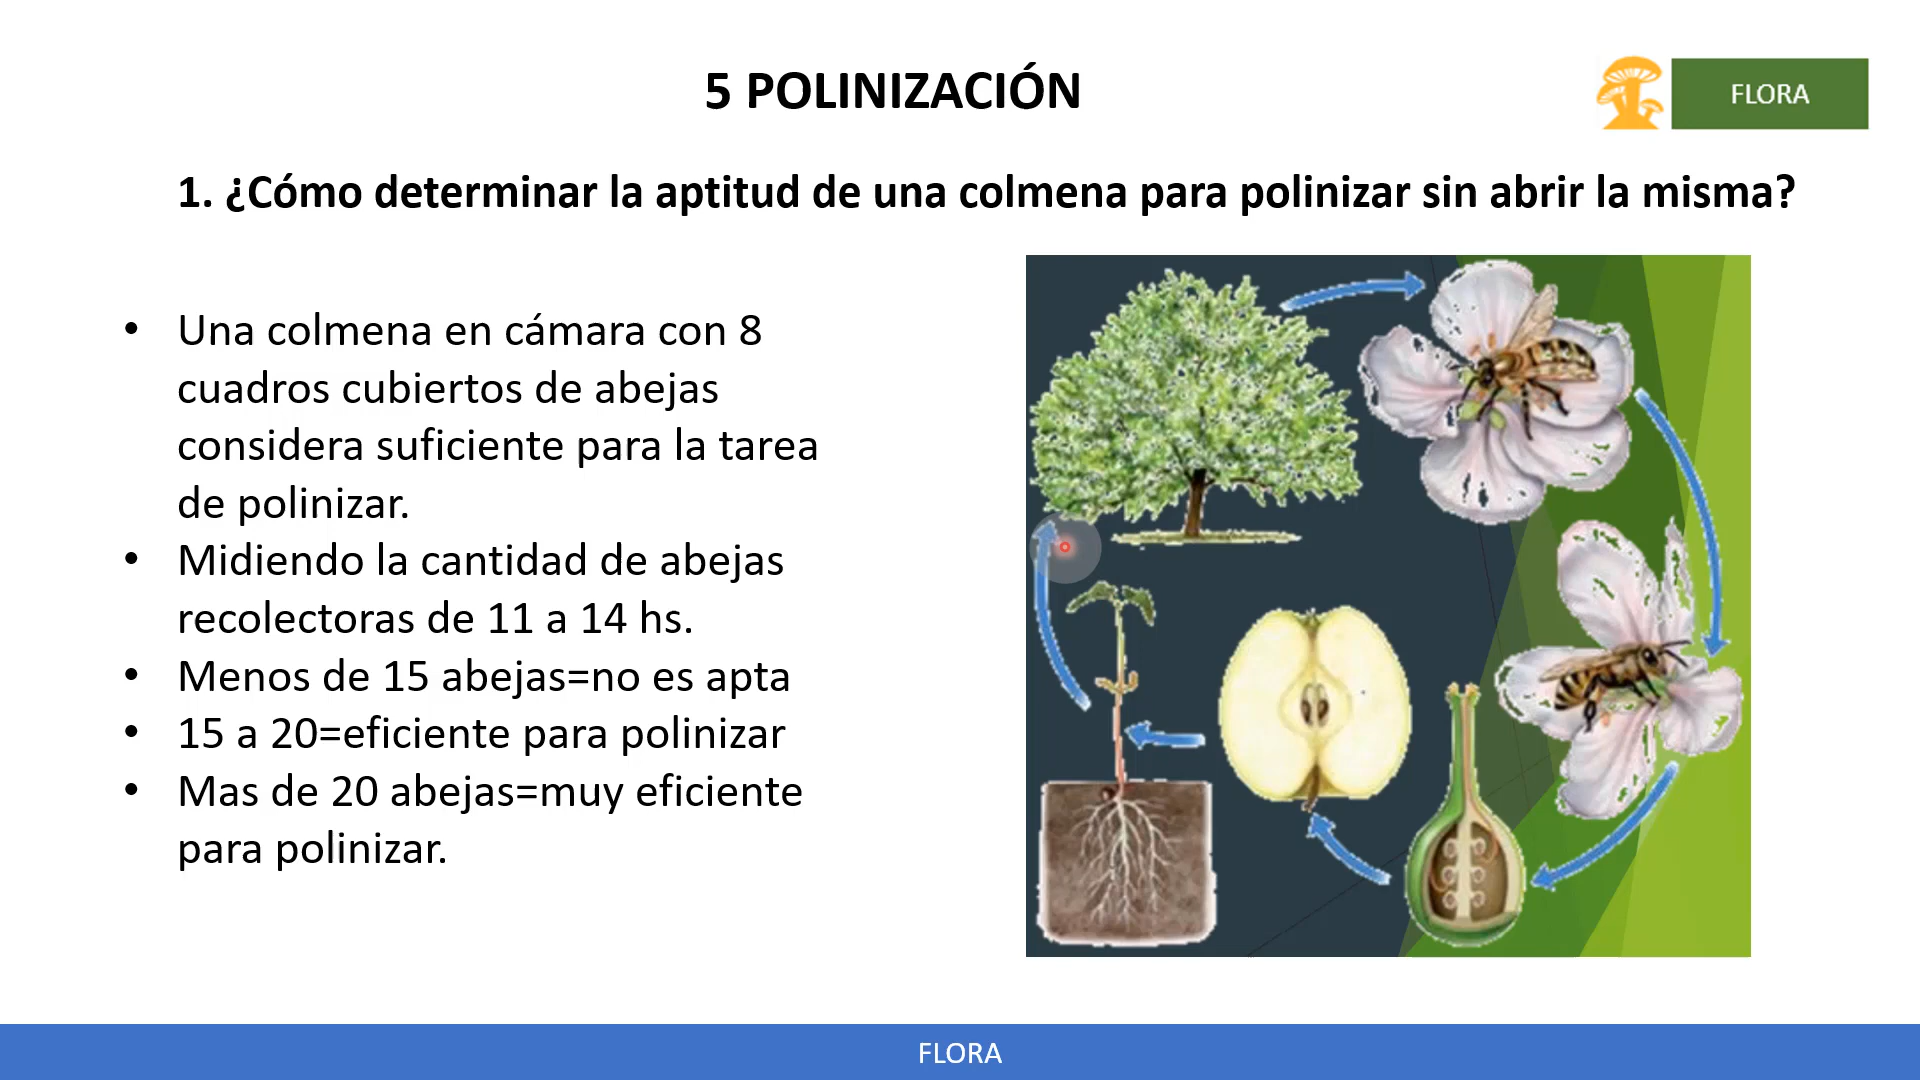 5 POLINIZACIÓN
FLORA
1. ¿Cómo determinar la aptitud de una colmena para polinizar sin abrir la misma?
• Una colmena en cámara con 8
cuadros cubiertos de abejas
considera suficiente para la tarea
de polinizar.
• Midiendo la cantidad de abejas
recolectoras de 11 a 14 hs.
• Menos de 15 abejas=no es apta
• 15 a 20=eficiente para polinizar
• Mas de 20 abejas=muy eficiente
para polinizar.
FLORA